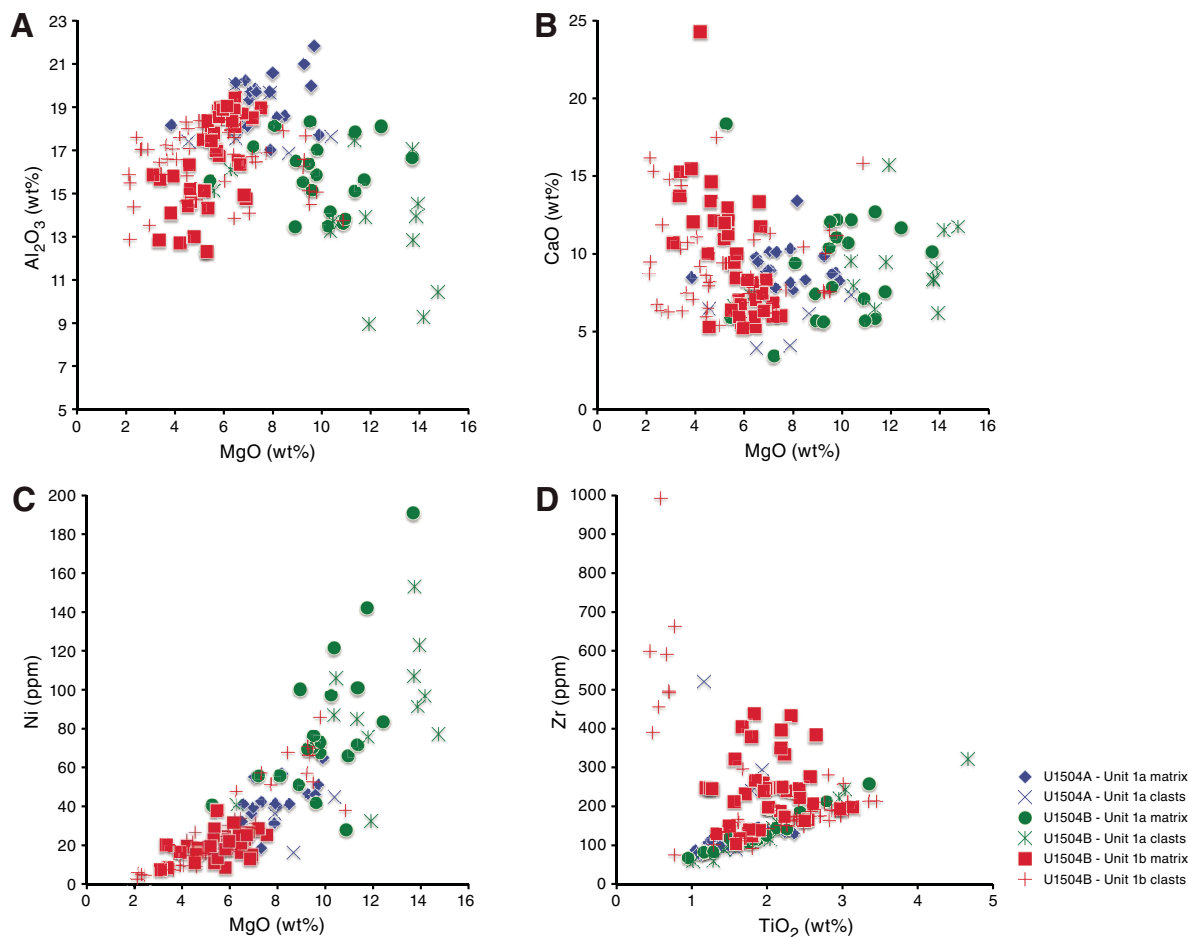 A
23
21
19
17
15
13
11
9
7
5
Al₂O₃ (wt%)
0 2 4 6 8 10 12 14 16
MgO (wt%)
B
25
20
15
10
5
0
CaO (wt%)
0 2 4 6 8 10 12 14 16
MgO (wt%)
C
200
180
160
140
120
100
80
60
40
20
0
Ni (ppm)
0 2 4 6 8 10 12 14 16
MgO (wt%)
D
1000
900
800
700
600
500
400
300
200
100
0
Zr (ppm)
0 1 2 3 4 5
TiO₂ (wt%)
U1504A - Unit 1a matrix
U1504A - Unit 1a clasts
U1504B - Unit 1a matrix
U1504B - Unit 1a clasts
U1504B - Unit 1b matrix
U1504B - Unit 1b clasts